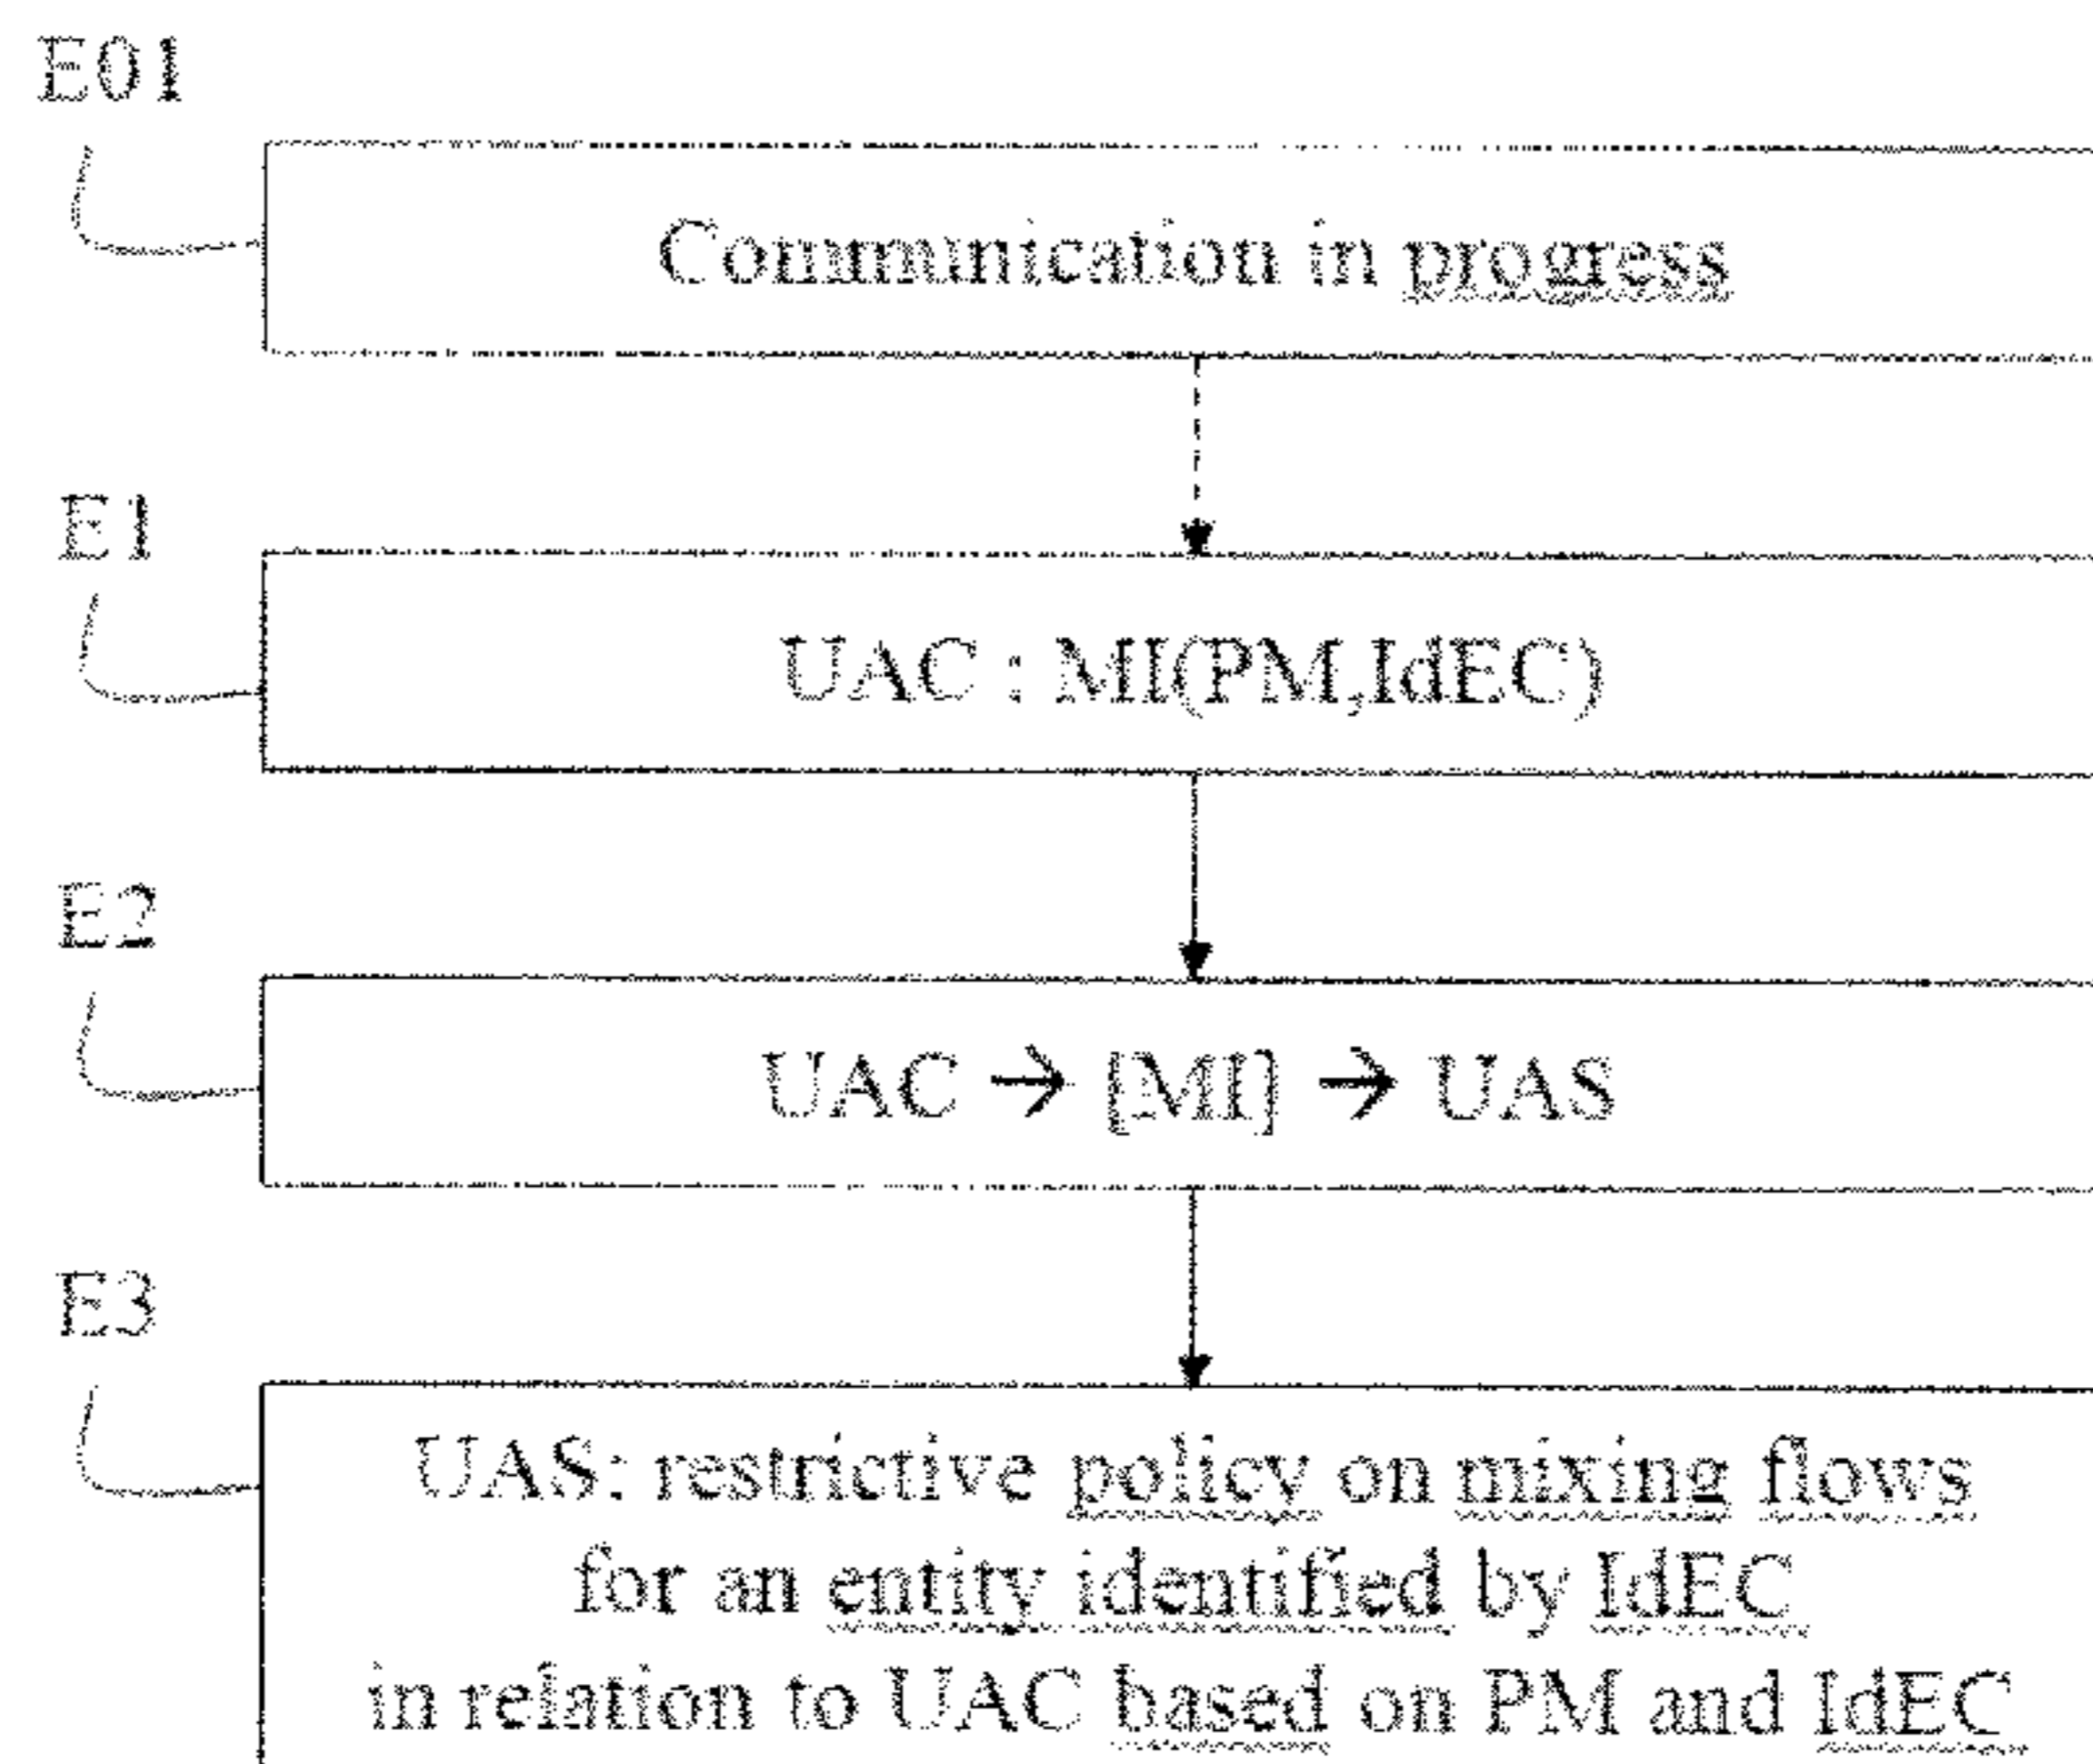 E01
Communication in progress
E1
UAC : MI(PM,IdEC)
E2
UAC → [MI] → UAS
E3
UAS: restrictive policy on mixing flows
for an entity identified by IdEC
in relation to UAC based on PM and IdEC